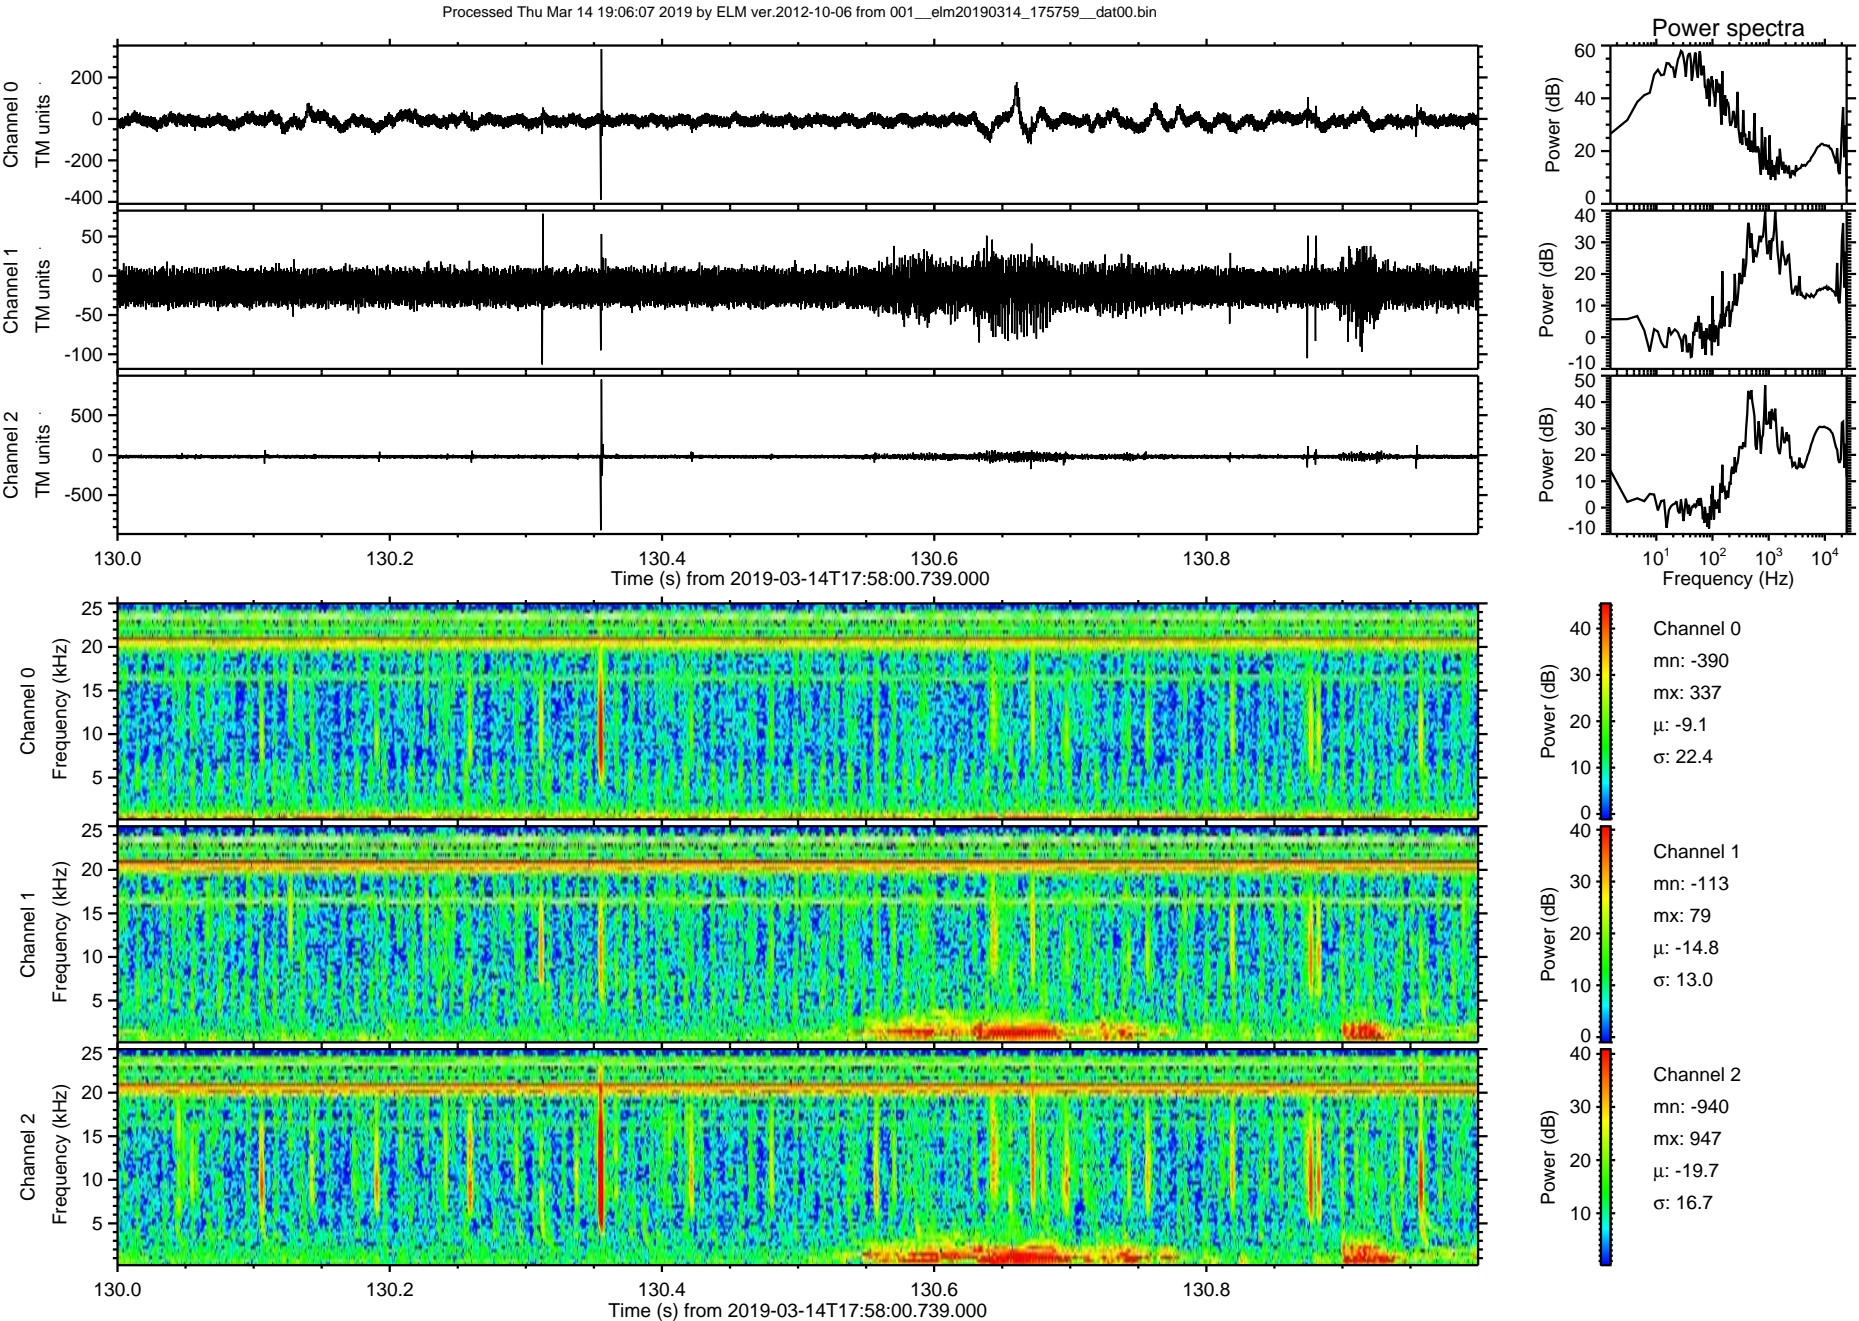 Processed Thu Mar 14 19:06:07 2019 by ELM ver.2012-10-06 from 001__elm20190314_175759__dat00.bin
Power spectra
Channel 0
TM units
200
0
-200
-400
Power (dB)
60
40
20
0
Channel 1
TM units
50
0
-50
-100
Power (dB)
40
30
20
10
0
-10
Channel 2
TM units
500
0
-500
Power (dB)
50
40
30
20
10
0
-10
130.0 130.2 130.4 130.6 130.8
Time (s) from 2019-03-14T17:58:00.739.000
10^1 10^2 10^3 10^4
Frequency (Hz)
Channel 0
Frequency (kHz)
25
20
15
10
5
Power (dB)
40
30
20
10
0
Channel 0
mn: -390
mx: 337
μ: -9.1
σ: 22.4
Channel 1
Frequency (kHz)
25
20
15
10
5
Power (dB)
40
30
20
10
0
Channel 1
mn: -113
mx: 79
μ: -14.8
σ: 13.0
Channel 2
Frequency (kHz)
25
20
15
10
5
Power (dB)
40
30
20
10
Channel 2
mn: -940
mx: 947
μ: -19.7
σ: 16.7
130.0 130.2 130.4 130.6 130.8
Time (s) from 2019-03-14T17:58:00.739.000